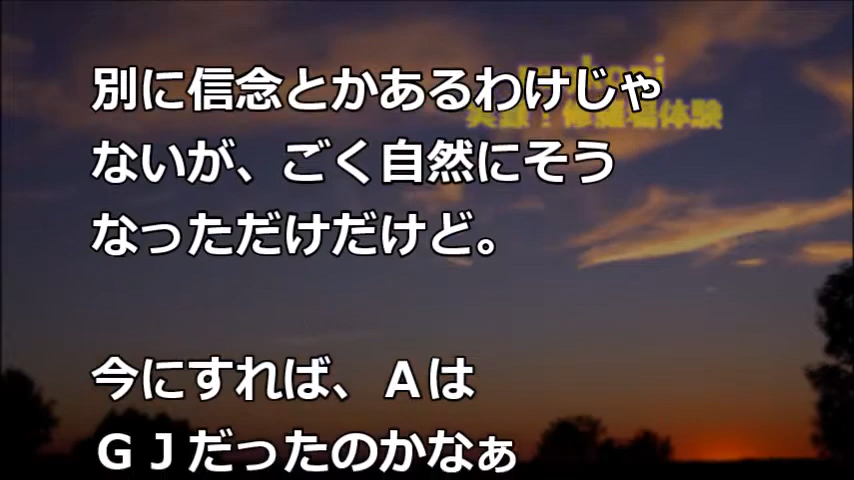 別に信念とかあるわけじゃ
ないが、ごく自然にそう
なっただけだけど。
今にすれば、Ａは
ＧＪだったのかなぁ